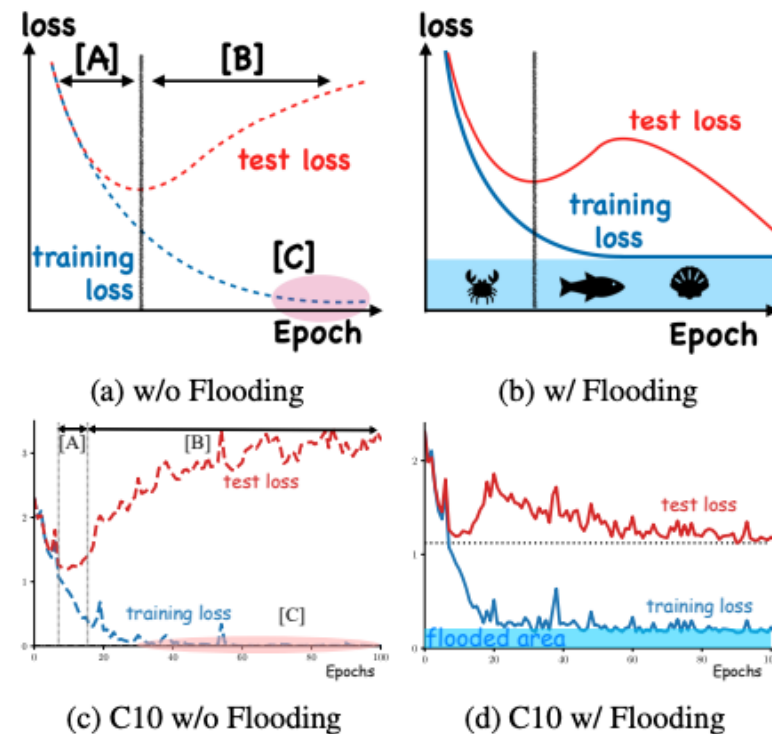 loss
[A]
[B]
test loss
training
loss
[C]
Epoch
(a) w/o Flooding
loss
test loss
training
loss
Epoch
(b) w/ Flooding
[A]
[B]
3
test loss
2
1
training loss
[C]
0
0
20
40
60
80
100
Epochs
(c) C10 w/o Flooding
2
test loss
1
training loss
flooded area
0
0
20
40
60
80
100
Epochs
(d) C10 w/ Flooding